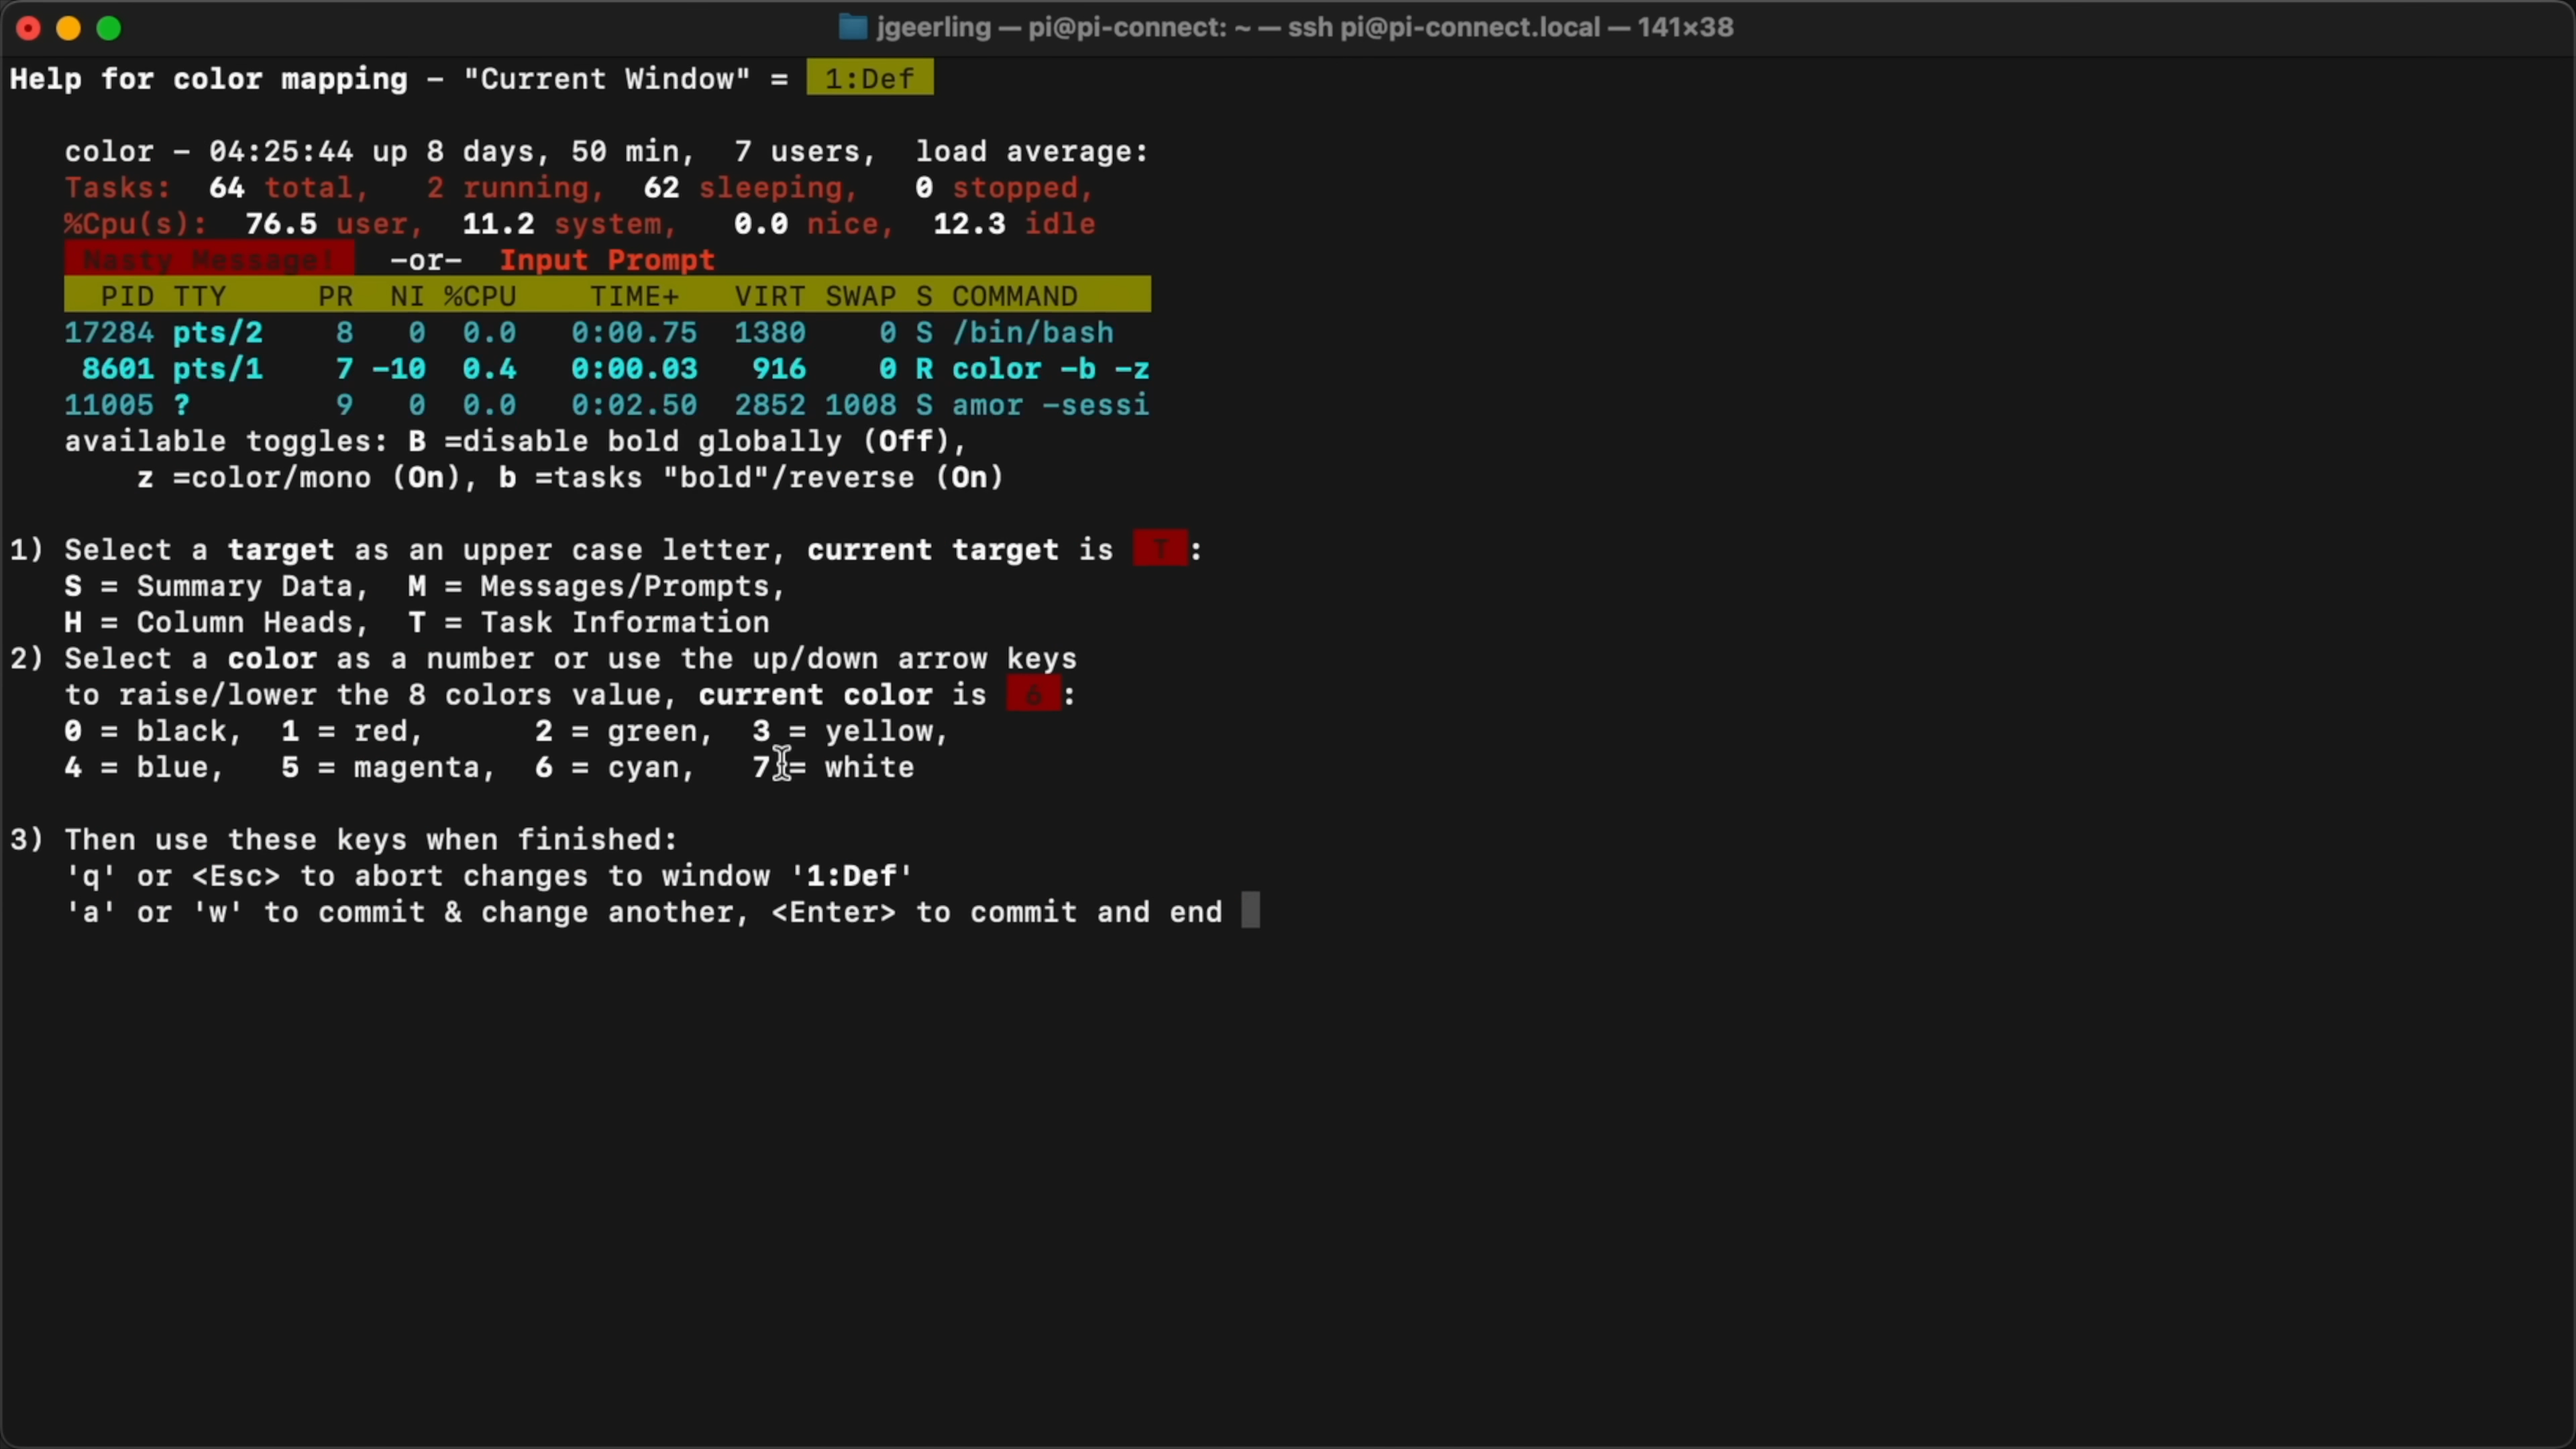 jgeerling — pi@pi-connect: ~ — ssh pi@pi-connect.local — 141×38
Help for color mapping - "Current Window" = 1:Def
color - 04:25:44 up 8 days, 50 min,  7 users,  load average:
Tasks:  64 total,   2 running,  62 sleeping,   0 stopped,
%Cpu(s):  76.5 user,  11.2 system,   0.0 nice,  12.3 idle
Nasty Message!  -or-  Input Prompt
PID TTY     PR  NI %CPU    TIME+   VIRT SWAP S COMMAND
17284 pts/2    8   0  0.0   0:00.75  1380    0 S /bin/bash
8601 pts/1    7 -10  0.4   0:00.03   916    0 R color -b -z
11005 ?        9   0  0.0   0:02.50  2852 1008 S amor -sessi
available toggles: B =disable bold globally (Off),
z =color/mono (On), b =tasks "bold"/reverse (On)
1) Select a target as an upper case letter, current target is T :
S = Summary Data,  M = Messages/Prompts,
H = Column Heads,  T = Task Information
2) Select a color as a number or use the up/down arrow keys
to raise/lower the 8 colors value, current color is 6 :
0 = black,  1 = red,      2 = green,  3 = yellow,
4 = blue,   5 = magenta,  6 = cyan,   7 = white
3) Then use these keys when finished:
'q' or <Esc> to abort changes to window '1:Def'
'a' or 'w' to commit & change another, <Enter> to commit and end